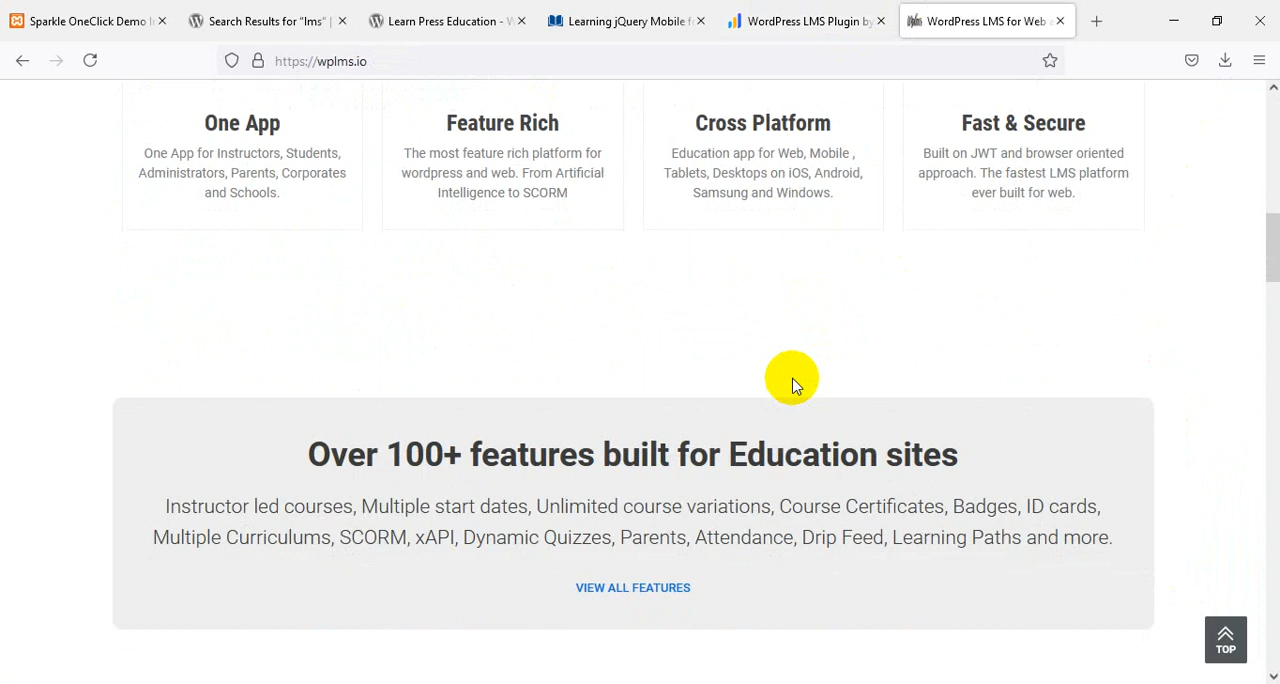 Sparkle OneClick Demo I
Search Results for "lms" |
Learn Press Education - W
Learning jQuery Mobile f
WordPress LMS Plugin by
WordPress LMS for Web
https://wplms.io
One App
One App for Instructors, Students,
Administrators, Parents, Corporates
and Schools.
Feature Rich
The most feature rich platform for
wordpress and web. From Artificial
Intelligence to SCORM
Cross Platform
Education app for Web, Mobile ,
Tablets, Desktops on iOS, Android,
Samsung and Windows.
Fast & Secure
Built on JWT and browser oriented
approach. The fastest LMS platform
ever built for web.
Over 100+ features built for Education sites
Instructor led courses, Multiple start dates, Unlimited course variations, Course Certificates, Badges, ID cards,
Multiple Curriculums, SCORM, xAPI, Dynamic Quizzes, Parents, Attendance, Drip Feed, Learning Paths and more.
VIEW ALL FEATURES
TOP